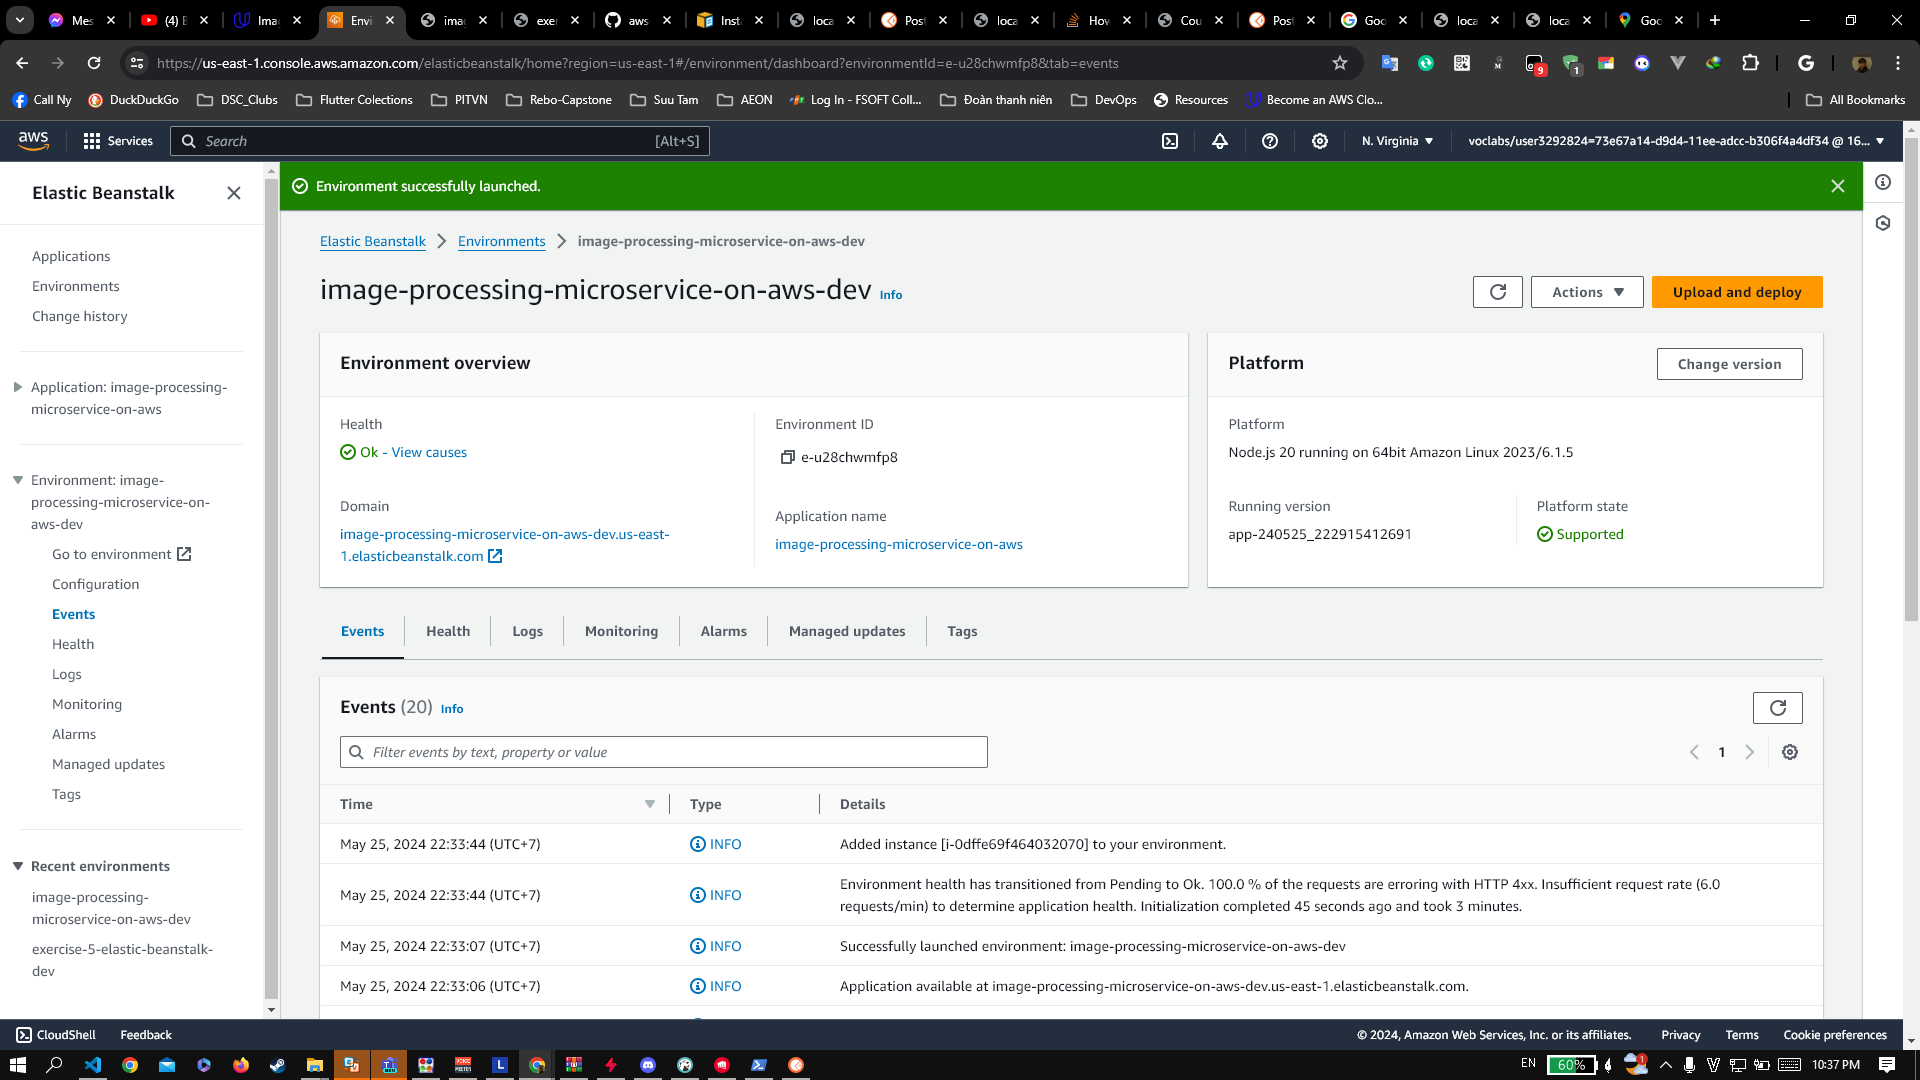 Mes
(4) E
Ima
Envi
ima
exer
aws
Insta
loca
Post
loca
How
Cou
Post
Goo
loca
loca
Goo
https://us-east-1.console.aws.amazon.com/elasticbeanstalk/home?region=us-east-1#/environment/dashboard?environmentId=e-u28chwmfp8&tab=events
9
1
Call Ny
DuckDuckGo
DSC_Clubs
Flutter Colections
PITVN
Rebo-Capstone
Suu Tam
AEON
Log In - FSOFT Coll...
Đoàn thanh niên
DevOps
Resources
Become an AWS Clo...
All Bookmarks
aws
Services
Search
[Alt+S]
N. Virginia
voclabs/user3292824=73e67a14-d9d4-11ee-adcc-b306f4a4df34 @ 16...
Elastic Beanstalk
Applications
Environments
Change history
Application: image-processing-
microservice-on-aws
Environment: image-
processing-microservice-on-
aws-dev
Go to environment
Configuration
Events
Health
Logs
Monitoring
Alarms
Managed updates
Tags
Recent environments
image-processing-
microservice-on-aws-dev
exercise-5-elastic-beanstalk-
dev
Environment successfully launched.
Elastic Beanstalk
Environments
image-processing-microservice-on-aws-dev
image-processing-microservice-on-aws-dev Info
Actions
Upload and deploy
Environment overview
Health
Ok - View causes
Domain
image-processing-microservice-on-aws-dev.us-east-
1.elasticbeanstalk.com
Environment ID
e-u28chwmfp8
Application name
image-processing-microservice-on-aws
Platform
Change version
Platform
Node.js 20 running on 64bit Amazon Linux 2023/6.1.5
Running version
app-240525_222915412691
Platform state
Supported
Events
Health
Logs
Monitoring
Alarms
Managed updates
Tags
Events (20) Info
Filter events by text, property or value
1
Time
Type
Details
May 25, 2024 22:33:44 (UTC+7)
INFO
Added instance [i-0dffe69f464032070] to your environment.
May 25, 2024 22:33:44 (UTC+7)
INFO
Environment health has transitioned from Pending to Ok. 100.0 % of the requests are erroring with HTTP 4xx. Insufficient request rate (6.0
requests/min) to determine application health. Initialization completed 45 seconds ago and took 3 minutes.
May 25, 2024 22:33:07 (UTC+7)
INFO
Successfully launched environment: image-processing-microservice-on-aws-dev
May 25, 2024 22:33:06 (UTC+7)
INFO
Application available at image-processing-microservice-on-aws-dev.us-east-1.elasticbeanstalk.com.
CloudShell
Feedback
© 2024, Amazon Web Services, Inc. or its affiliates.
Privacy
Terms
Cookie preferences
EN
60%
1
10:37 PM